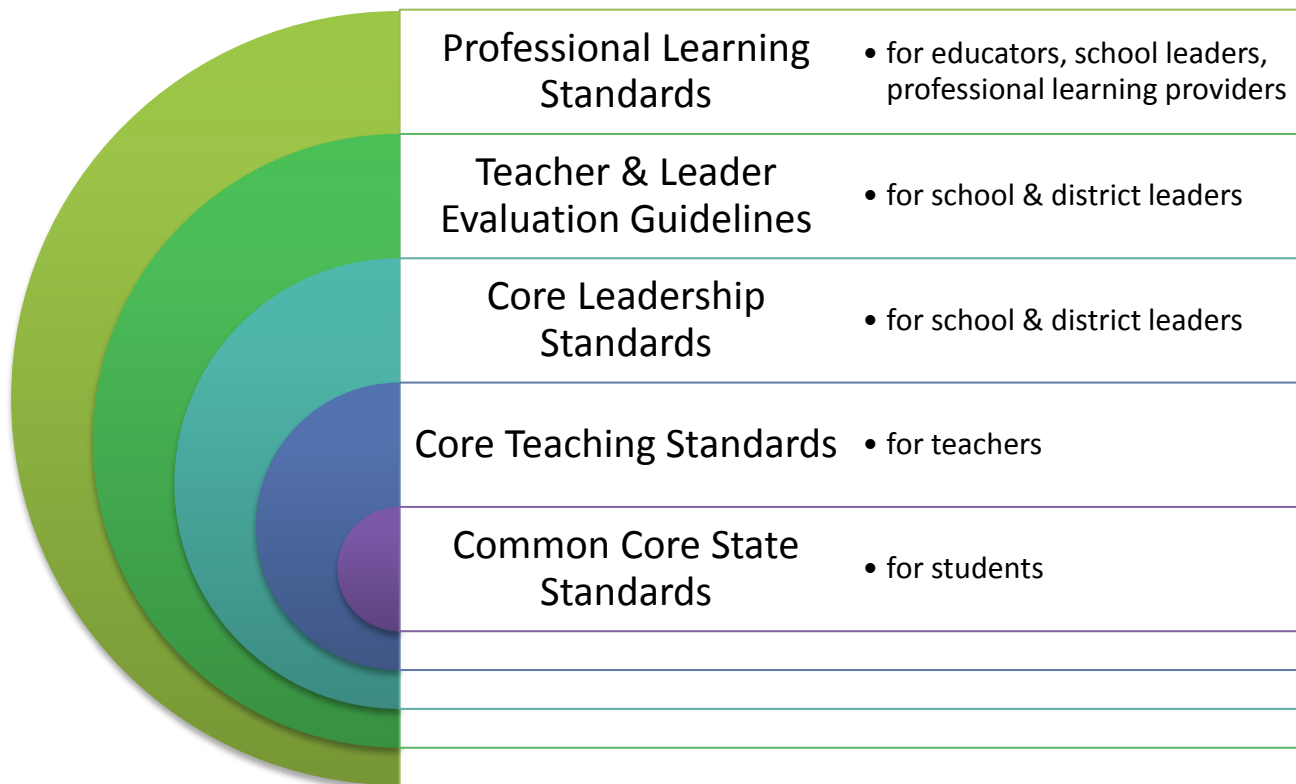 Professional Learning
Standards
• for educators, school leaders,
professional learning providers
Teacher & Leader
Evaluation Guidelines
• for school & district leaders
Core Leadership
Standards
• for school & district leaders
Core Teaching Standards
• for teachers
Common Core State
Standards
• for students